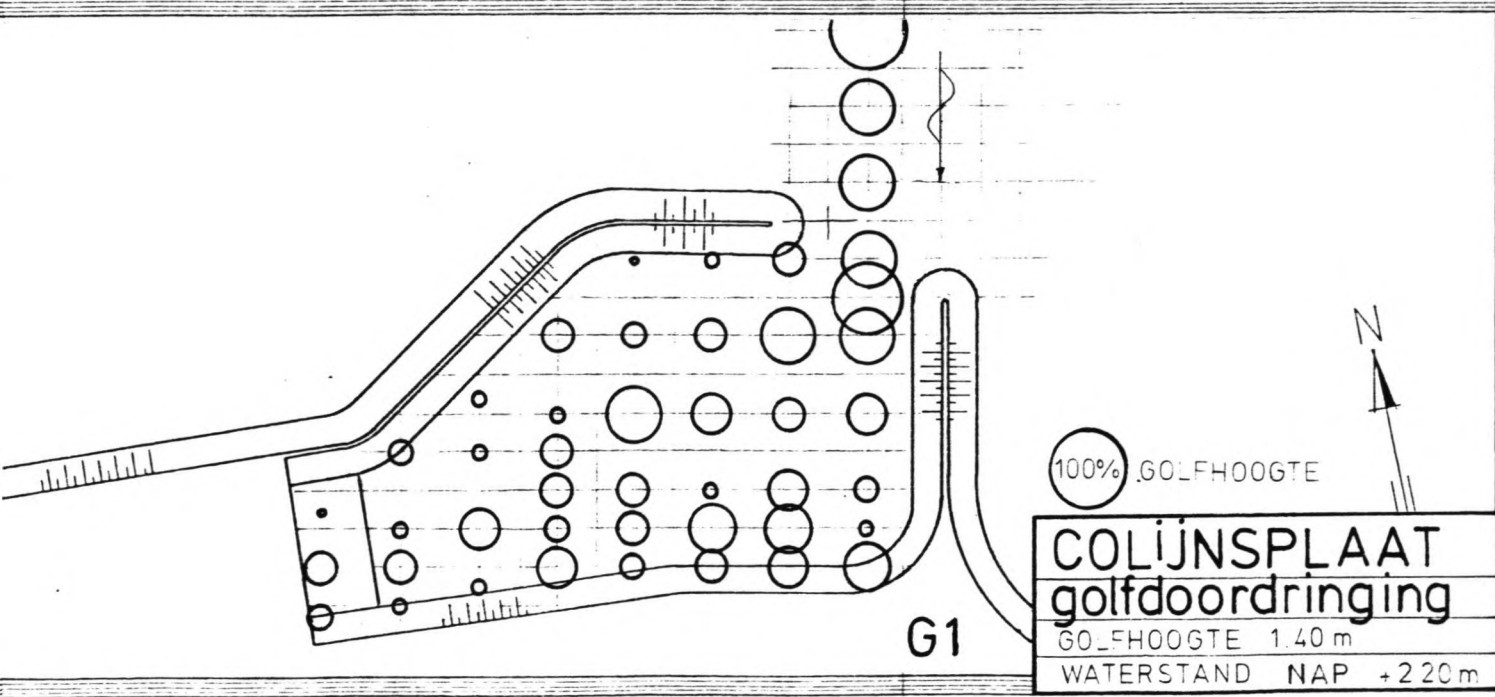 N
100% GOLFHOOGTE
COLIJNSPLAAT
golfdoordringing
GOLFHOOGTE 1.40 m
WATERSTAND NAP +2.20 m
G1